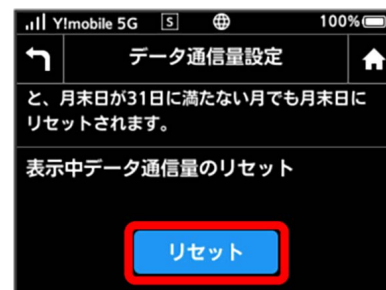 Y!mobile 5G S 100%
データ通信量設定
と、月末日が31日に満たない月でも月末日に
リセットされます。
表示中データ通信量のリセット
リセット